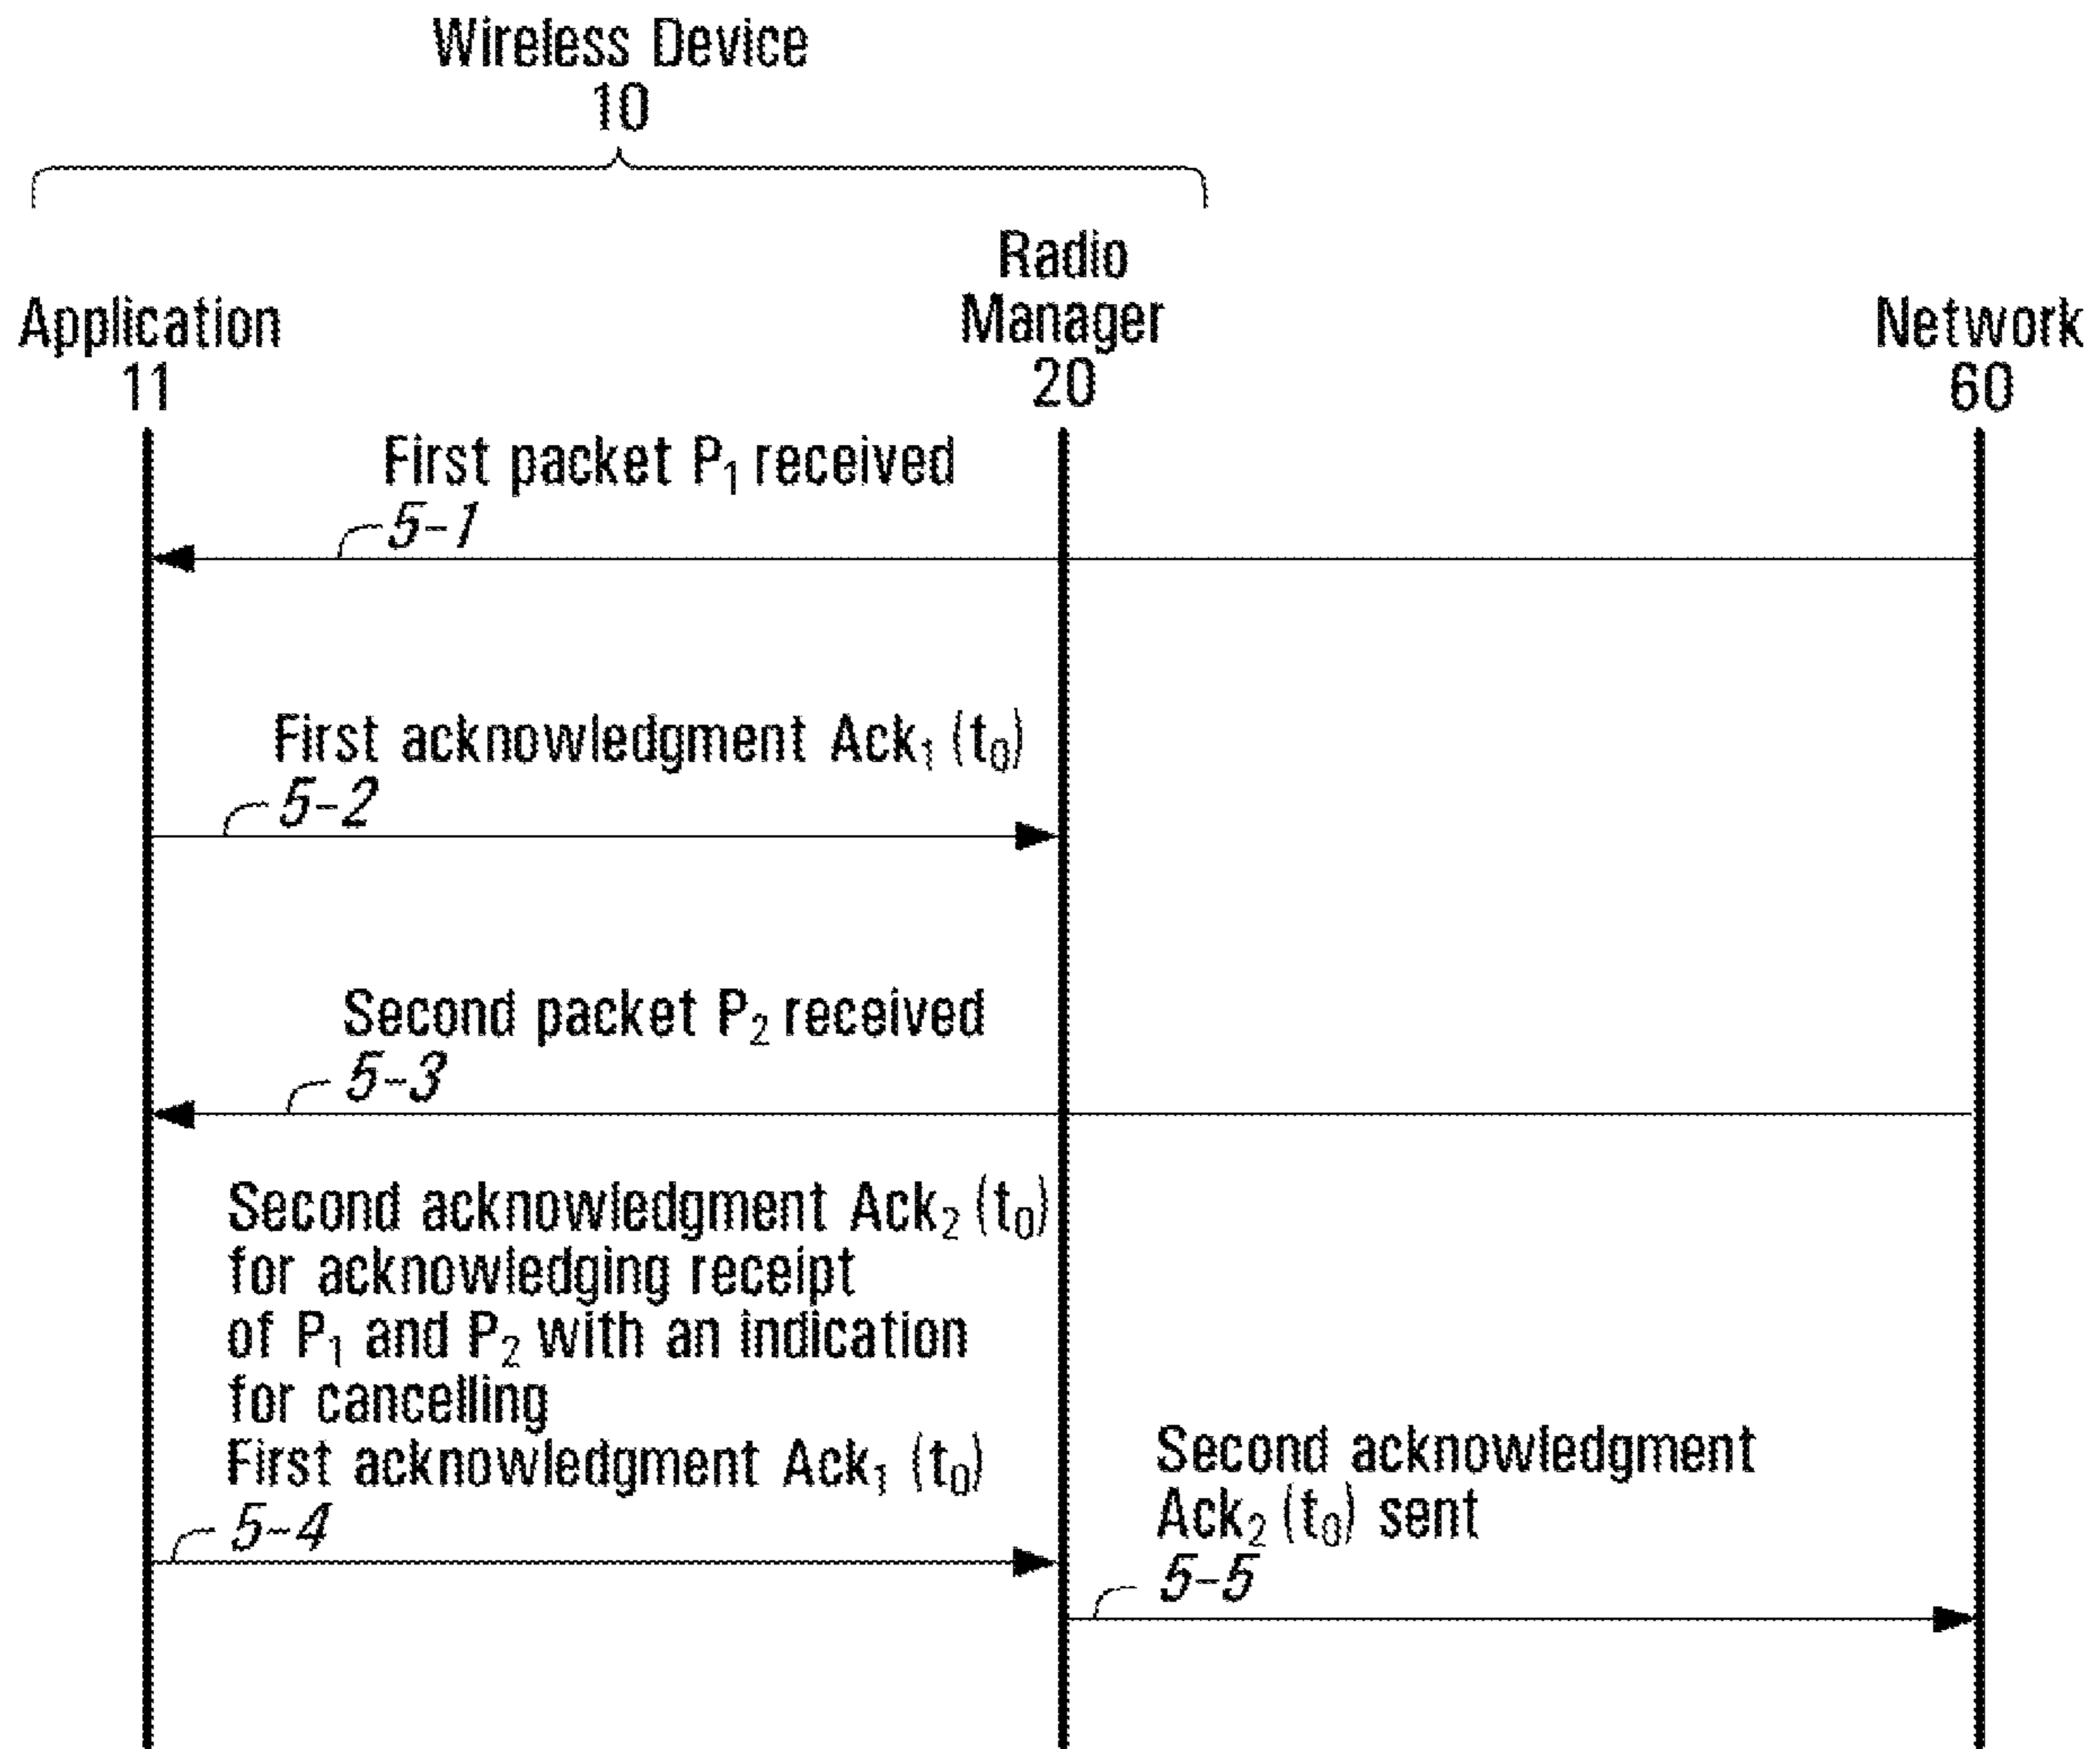 Wireless Device
10
Radio
Manager
20
Application
11
Network
60
First packet P₁ received
5-1
First acknowledgment Ack₁ (t₀)
5-2
Second packet P₂ received
5-3
Second acknowledgment Ack₂ (t₀)
for acknowledging receipt
of P₁ and P₂ with an indication
for cancelling
First acknowledgment Ack₁ (t₀)
5-4
Second acknowledgment
Ack₂ (t₀) sent
5-5